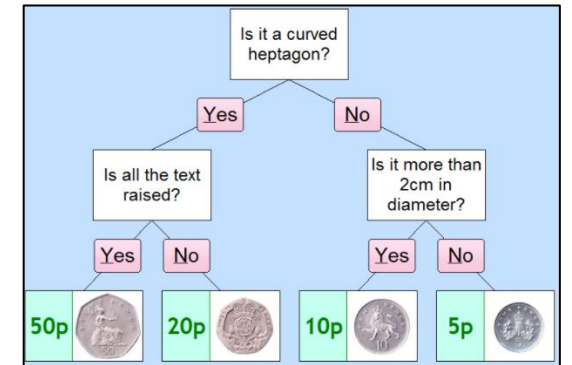 Is it a curved
heptagon?
Yes
No
Is all the text
raised?
Is it more than
2cm in
diameter?
Yes
No
Yes
No
50p
20p
10p
5p
10